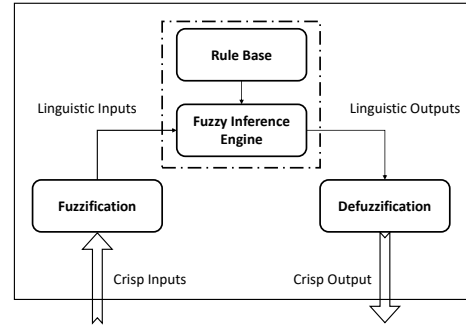 Rule Base
Linguistic Inputs
Linguistic Outputs
Fuzzy Inference
Engine
Fuzzification
Defuzzification
Crisp Inputs
Crisp Output